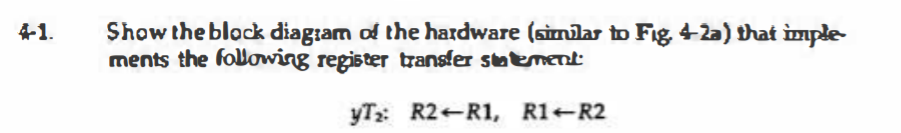 4-1. Show the block diagram of the hardware (similar to Fig. 4-2a) that imple-
ments the following register transfer statement:
yT₂: R2←R1, R1←R2